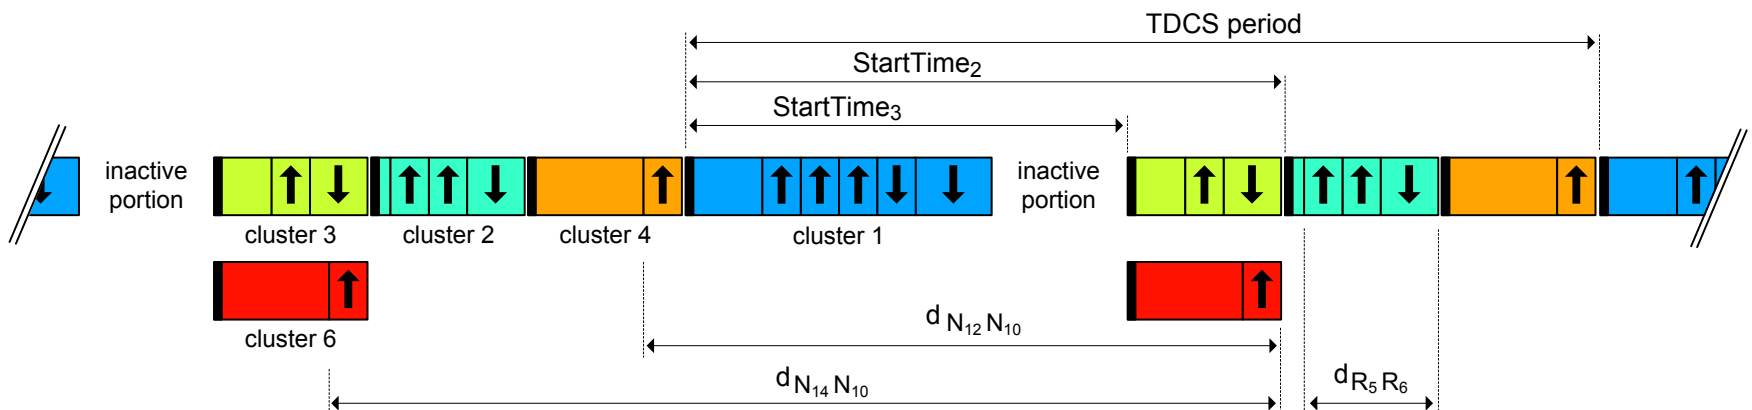 TDCS period
StartTime2
StartTime3
inactive
portion
inactive
portion
cluster 3
cluster 2
cluster 4
cluster 1
cluster 6
d N12 N10
d N14 N10
d R5 R6